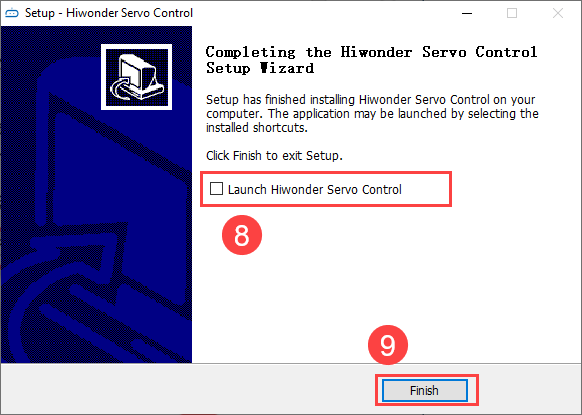 Setup - Hiwonder Servo Control
Completing the Hiwonder Servo Control
Setup Wizard
Setup has finished installing Hiwonder Servo Control on your
computer. The application may be launched by selecting the
installed shortcuts.
Click Finish to exit Setup.
Launch Hiwonder Servo Control
8
9
Finish